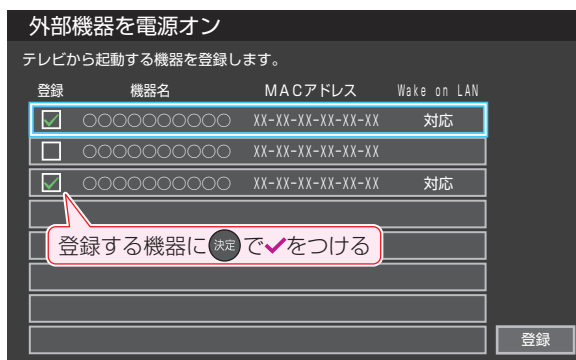 外部機器を電源オン
テレビから起動する機器を登録します。
登録 機器名 MACアドレス Wake on LAN
○○○○○○○○○○ XX-XX-XX-XX-XX-XX 対応
○○○○○○○○○○ XX-XX-XX-XX-XX-XX
○○○○○○○○○○ XX-XX-XX-XX-XX-XX 対応
登録する機器に決定で✓をつける
登録